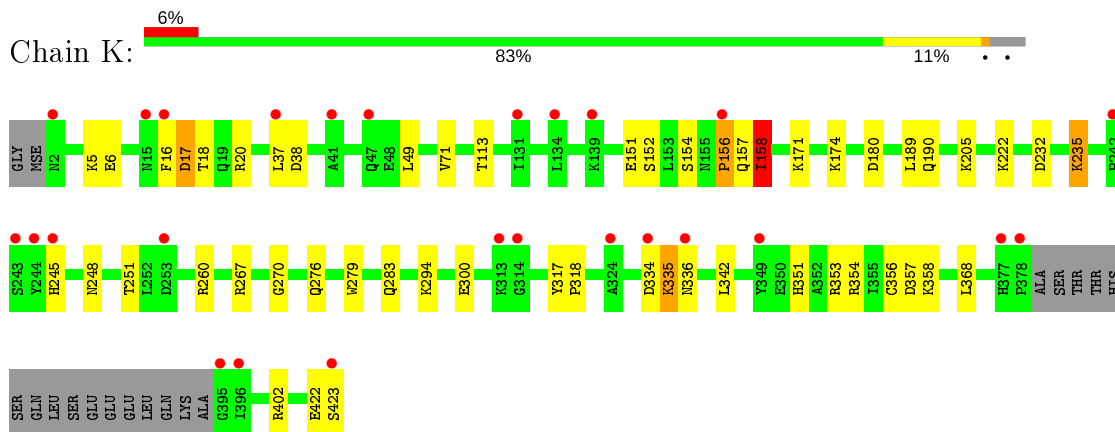 6%
Chain K:
83%
11%
• •
GLY MSE N2 K5 E6 N15 F16 D17 T18 Q19 R20 L37 D38 A41 Q47 E48 L49 V71 T113 I131 L134 K139 E151 S152 L153 S154 N155 P156 Q157 I158 K171 K174 D180 L189 Q190 K205 K222 D232 K235
S243 Y244 H245 N248 T251 L252 D253 R260 R267 G270 Q276 W279 Q283 K294 E300 K313 G314 Y317 P318 A324 D334 K335 N336 L342 Y349 E350 H351 A352 R353 R354 I355 C356 D357 K358 L368 H377 P378 ALA SER THR THR HIS
SER GLN LEU SER GLU GLU GLU LEU GLN LYS ALA G395 I396 R402 E422 S423